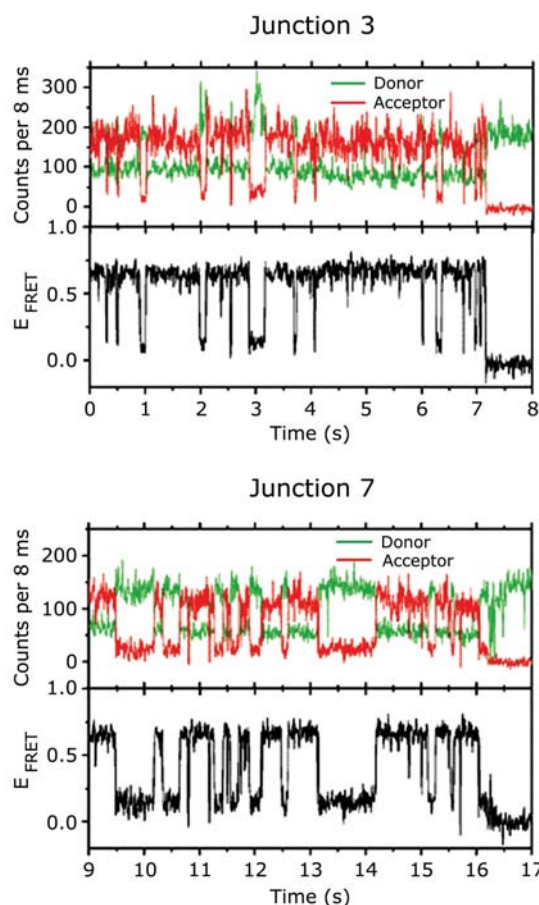 Junction 3
Counts per 8 ms
300
200
100
0
Donor
Acceptor
E FRET
1.0
0.5
0.0
0 1 2 3 4 5 6 7 8
Time (s)
Junction 7
Counts per 8 ms
200
100
0
Donor
Acceptor
E FRET
1.0
0.5
0.0
9 10 11 12 13 14 15 16 17
Time (s)